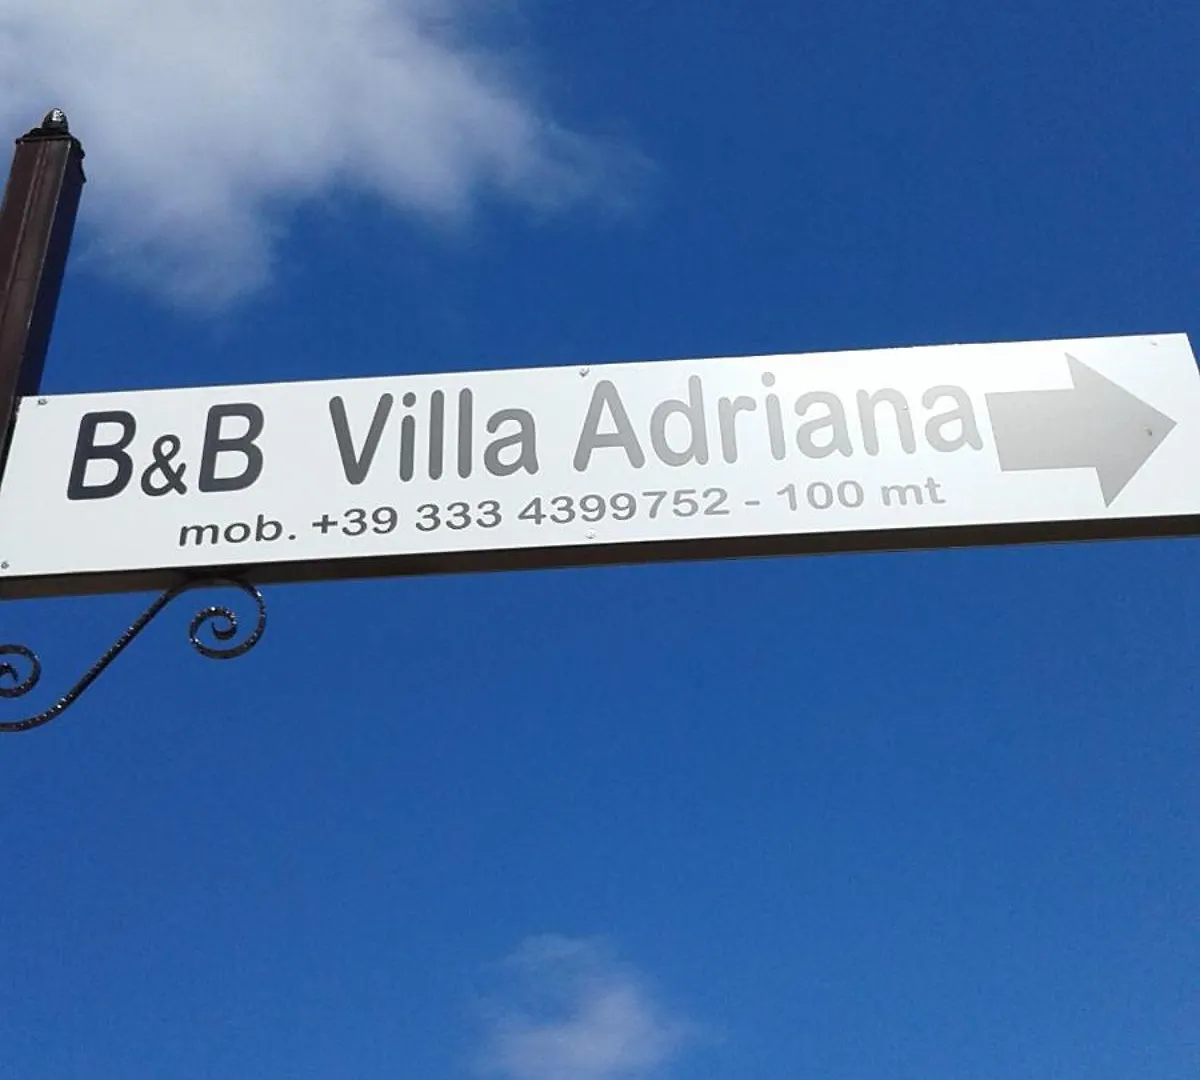 B&B Villa Adriana
mob. +39 333 4399752 - 100 mt